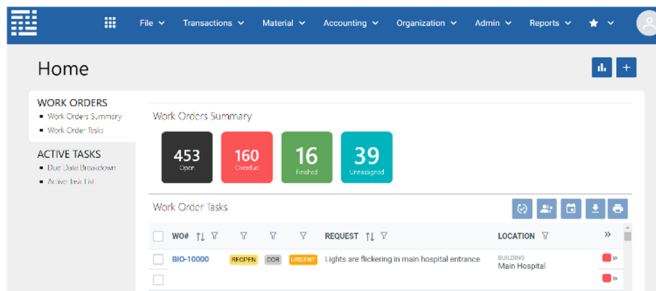 File Transactions Material Accounting Organization Admin Reports
Home
WORK ORDERS
Work Orders Summary
Work Order Tasks
ACTIVE TASKS
Due Date Breakdown
Active Task List
Work Orders Summary
453 160 16 39
Open Overdue Finished Unassigned
Work Order Tasks
WO# REQUEST LOCATION
BIO-10000 REOPEN COR URGENT Lights are flickering in main hospital entrance BUILDING
Main Hospital